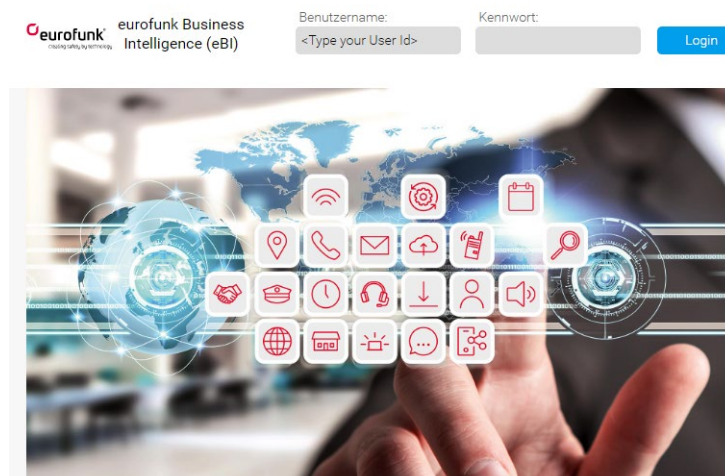 eurofunk
creating safety by technology
eurofunk Business
Intelligence (eBI)
Benutzername:
<Type your User Id>
Kennwort:
Login